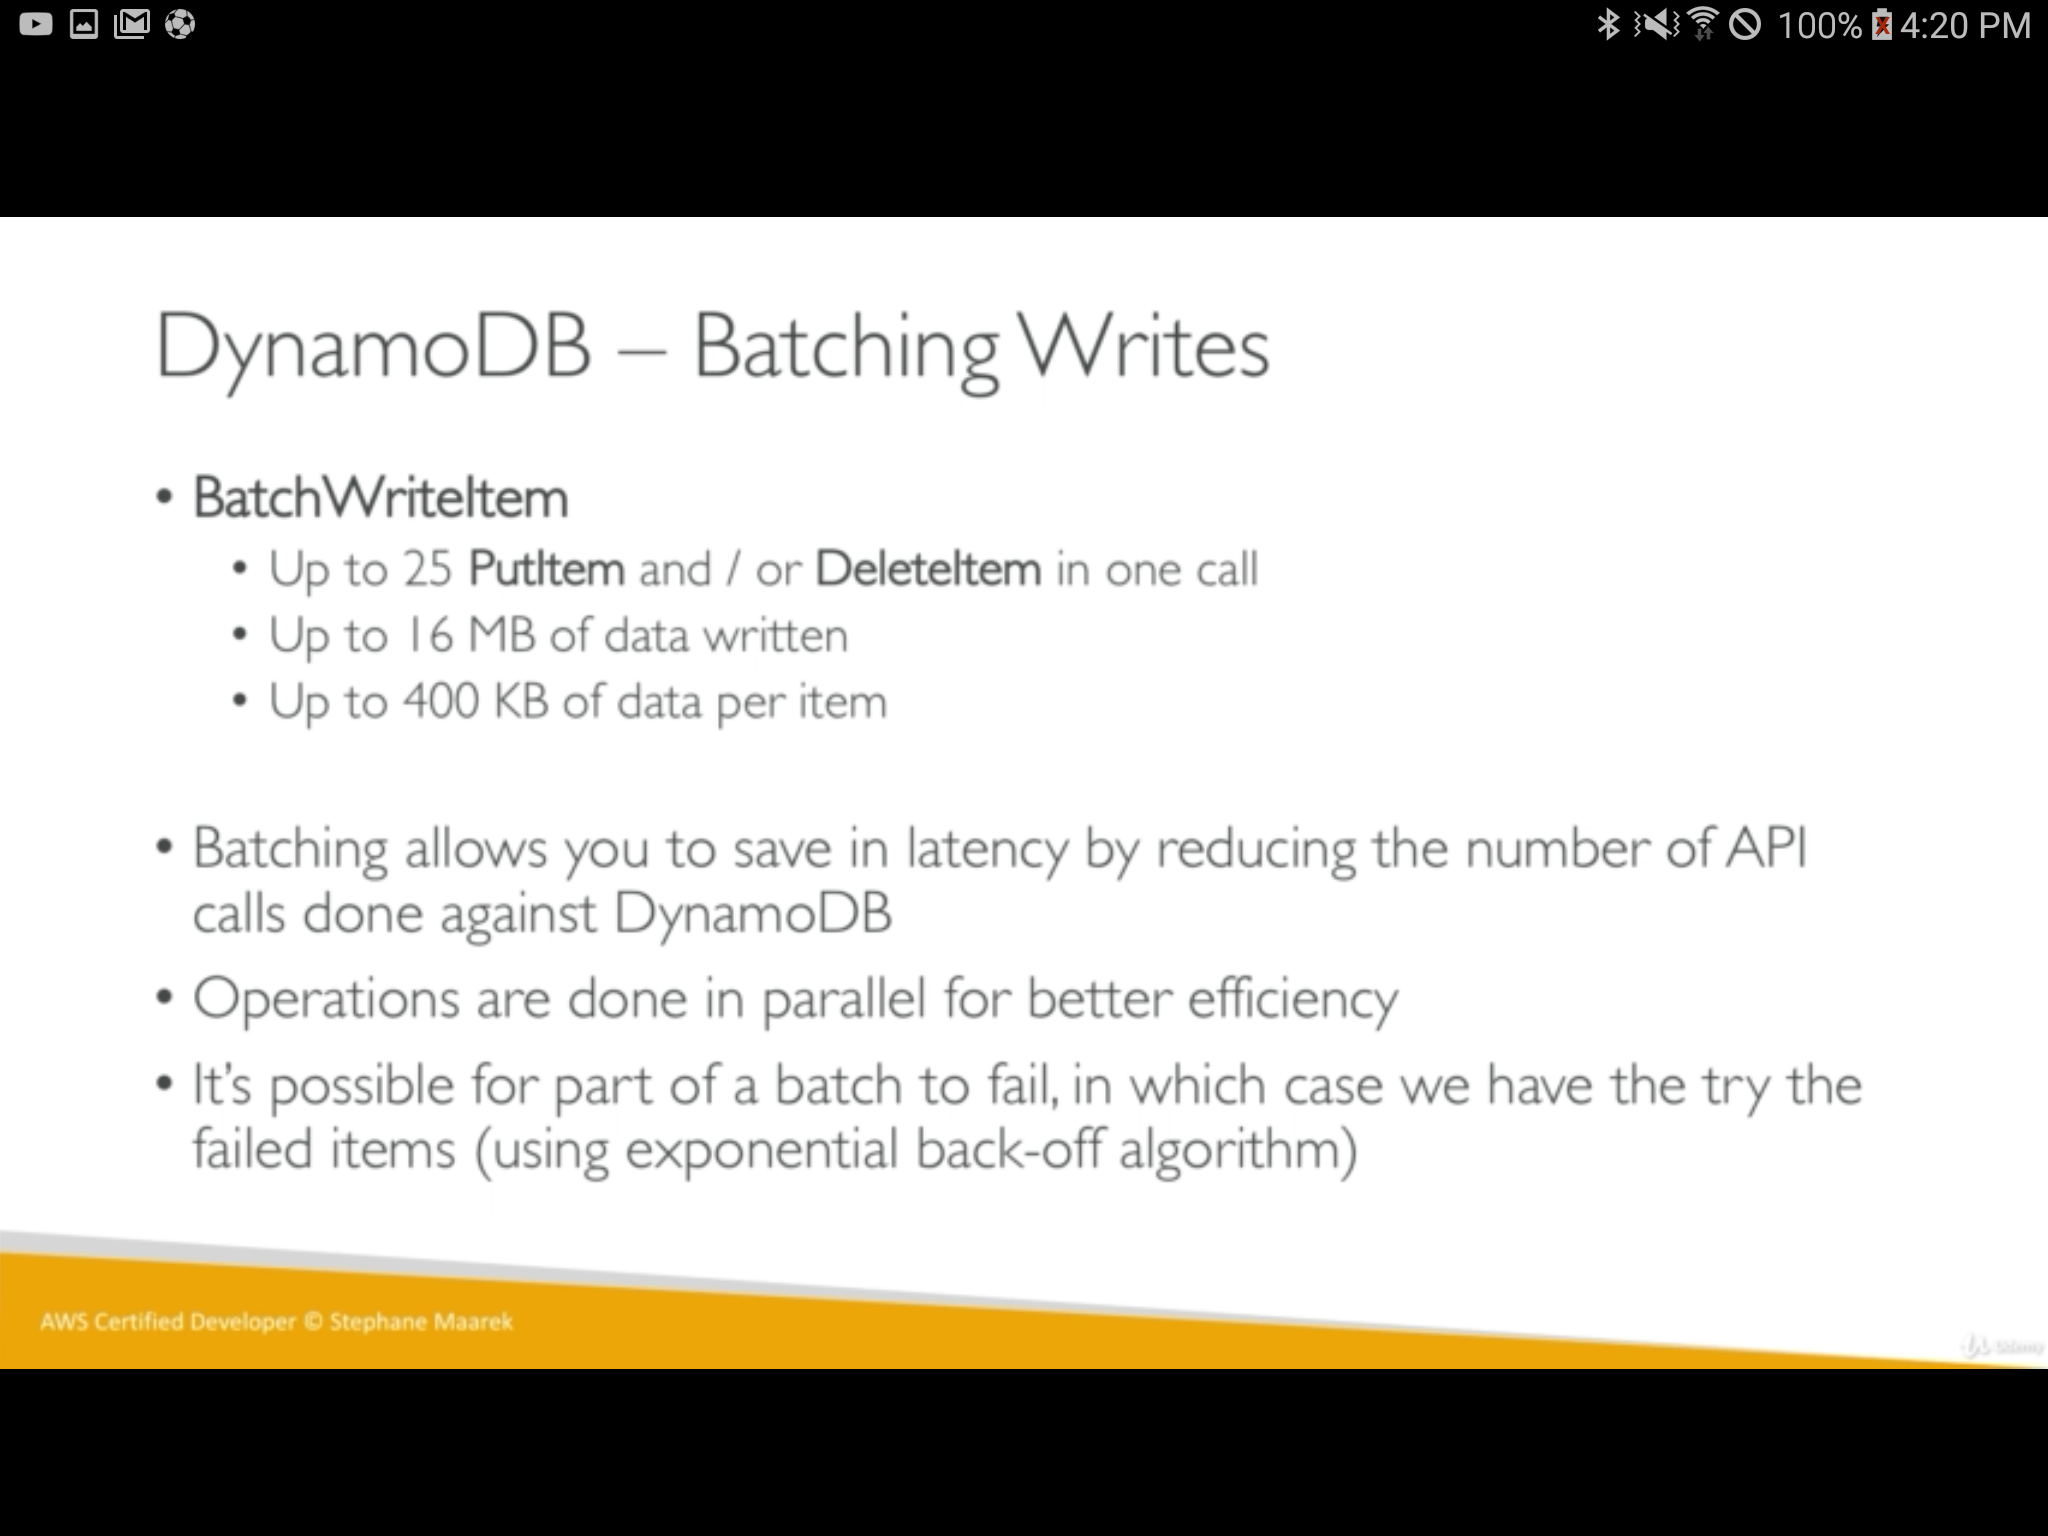 100% 4:20 PM
DynamoDB – Batching Writes
• BatchWriteItem
• Up to 25 PutItem and / or DeleteItem in one call
• Up to 16 MB of data written
• Up to 400 KB of data per item
• Batching allows you to save in latency by reducing the number of API
calls done against DynamoDB
• Operations are done in parallel for better efficiency
• It's possible for part of a batch to fail, in which case we have the try the
failed items (using exponential back-off algorithm)
AWS Certified Developer © Stephane Maarek
Udemy